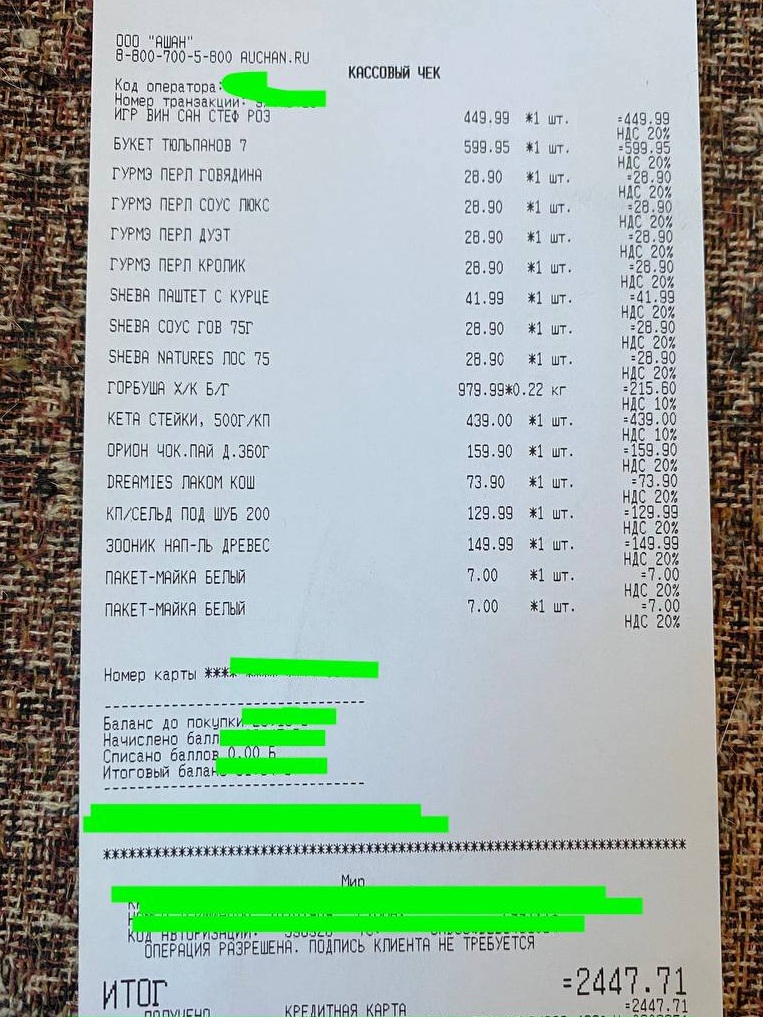 ООО "АШАН"
8-800-700-5-800 AUCHAN.RU
КАССОВЫЙ ЧЕК
Код оператора:
Номер транзакции:
ИГР ВИН САН СТЕФ РОЗ 449.99 *1 шт. =449.99
НДС 20%
БУКЕТ ТЮЛЬПАНОВ 7 599.95 *1 шт. =599.95
НДС 20%
ГУРМЭ ПЕРЛ ГОВЯДИНА 28.90 *1 шт. =28.90
НДС 20%
ГУРМЭ ПЕРЛ СОУС ЛЮКС 28.90 *1 шт. =28.90
НДС 20%
ГУРМЭ ПЕРЛ ДУЭТ 28.90 *1 шт. =28.90
НДС 20%
ГУРМЭ ПЕРЛ КРОЛИК 28.90 *1 шт. =28.90
НДС 20%
SHEBA ПАШТЕТ С КУРЦЕ 41.99 *1 шт. =41.99
НДС 20%
SHEBA СОУС ГОВ 75Г 28.90 *1 шт. =28.90
НДС 20%
SHEBA NATURES ЛОС 75 28.90 *1 шт. =28.90
НДС 20%
ГОРБУША Х/К Б/Г 979.99*0.22 кг =215.60
НДС 10%
КЕТА СТЕЙКИ, 500Г/КП 439.00 *1 шт. =439.00
НДС 10%
ОРИОН ЧОК.ПАЙ Д.360Г 159.90 *1 шт. =159.90
НДС 20%
DREAMIES ЛАКОМ КОШ 73.90 *1 шт. =73.90
НДС 20%
КП/СЕЛЬД ПОД ШУБ 200 129.99 *1 шт. =129.99
НДС 20%
ЗООНИК НАП-ЛЬ ДРЕВЕС 149.99 *1 шт. =149.99
НДС 20%
ПАКЕТ-МАЙКА БЕЛЫЙ 7.00 *1 шт. =7.00
НДС 20%
ПАКЕТ-МАЙКА БЕЛЫЙ 7.00 *1 шт. =7.00
НДС 20%
Номер карты ****
Баланс до покупки
Начислено балл
Списано баллов 0.00 Б
Итоговый балан
Мир
КОД АВТОРИЗАЦИИ:
ОПЕРАЦИЯ РАЗРЕШЕНА. ПОДПИСЬ КЛИЕНТА НЕ ТРЕБУЕТСЯ
ИТОГ =2447.71
ПОЛУЧЕНО КРЕДИТНАЯ КАРТА =2447.71